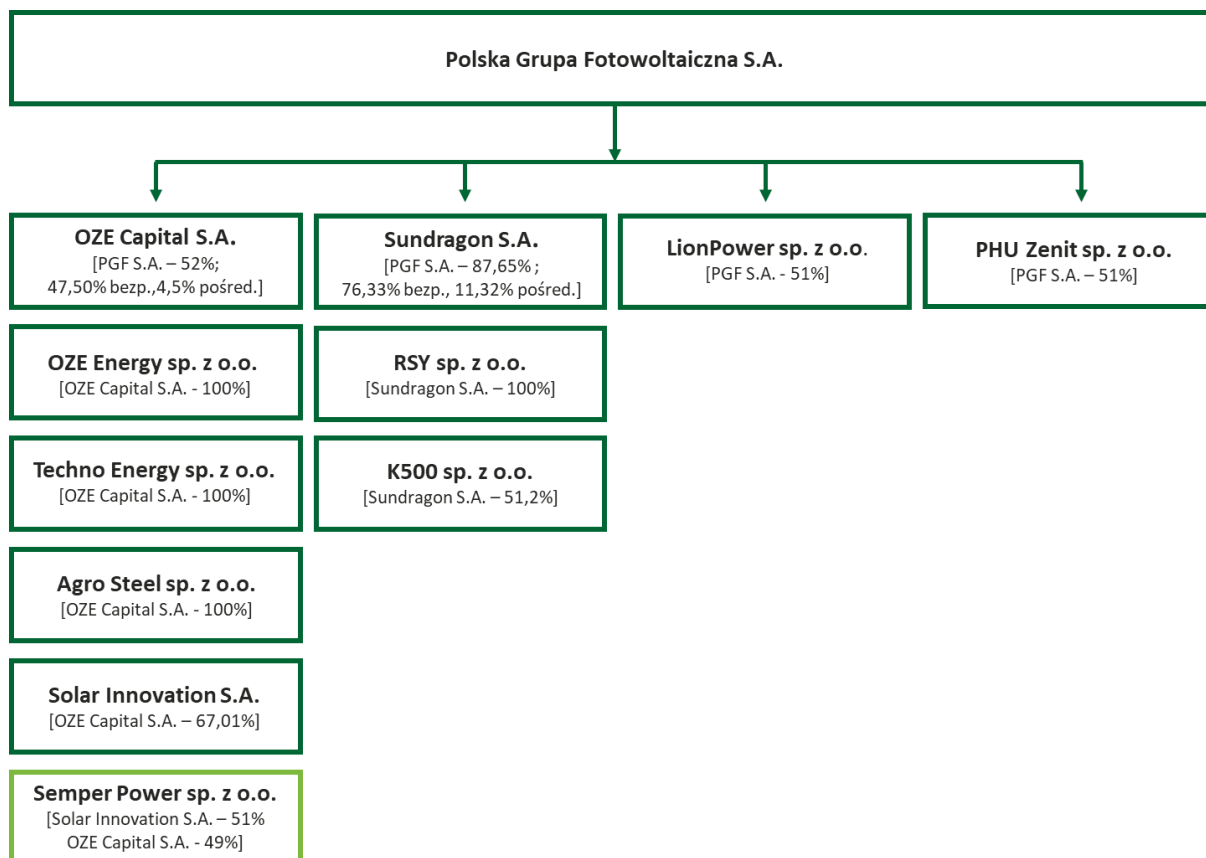 Polska Grupa Fotowoltaiczna S.A.
OZE Capital S.A.
[PGF S.A. – 52%;
47,50% bezp.,4,5% pośred.]
Sundragon S.A.
[PGF S.A. – 87,65% ;
76,33% bezp., 11,32% pośred.]
LionPower sp. z o.o.
[PGF S.A. - 51%]
PHU Zenit sp. z o.o.
[PGF S.A. – 51%]
OZE Energy sp. z o.o.
[OZE Capital S.A. - 100%]
RSY sp. z o.o.
[Sundragon S.A. – 100%]
Techno Energy sp. z o.o.
[OZE Capital S.A. - 100%]
K500 sp. z o.o.
[Sundragon S.A. – 51,2%]
Agro Steel sp. z o.o.
[OZE Capital S.A. - 100%]
Solar Innovation S.A.
[OZE Capital S.A. – 67,01%]
Semper Power sp. z o.o.
[Solar Innovation S.A. – 51%
OZE Capital S.A. - 49%]